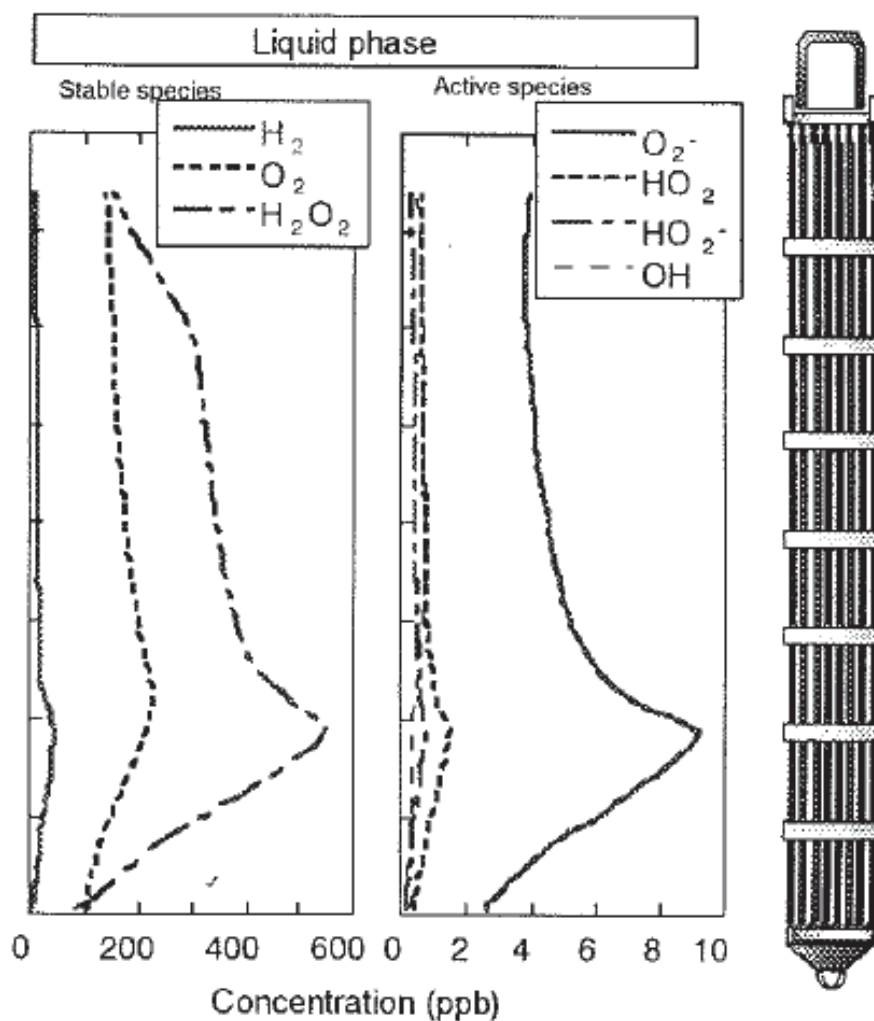 Liquid phase
Stable species
Active species
H₂
O₂
H₂O₂
O₂-
HO₂
HO₂-
OH
0 200 400 600
0 2 4 6 8 10
Concentration (ppb)